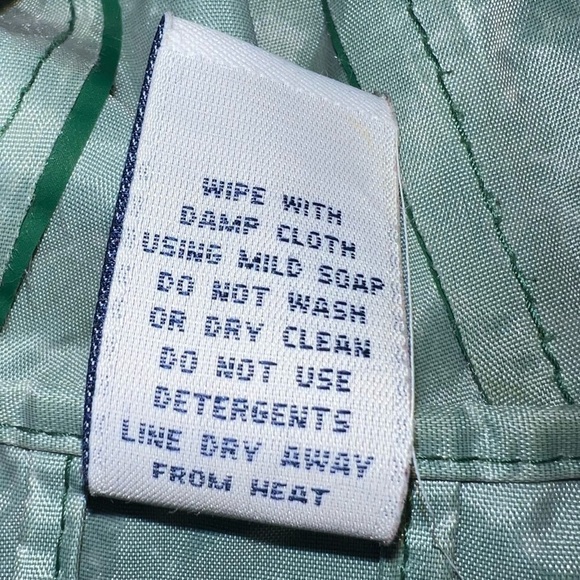 WIPE WITH
DAMP CLOTH
USING MILD SOAP
DO NOT WASH
OR DRY CLEAN
DO NOT USE
DETERGENTS
LINE DRY AWAY
FROM HEAT